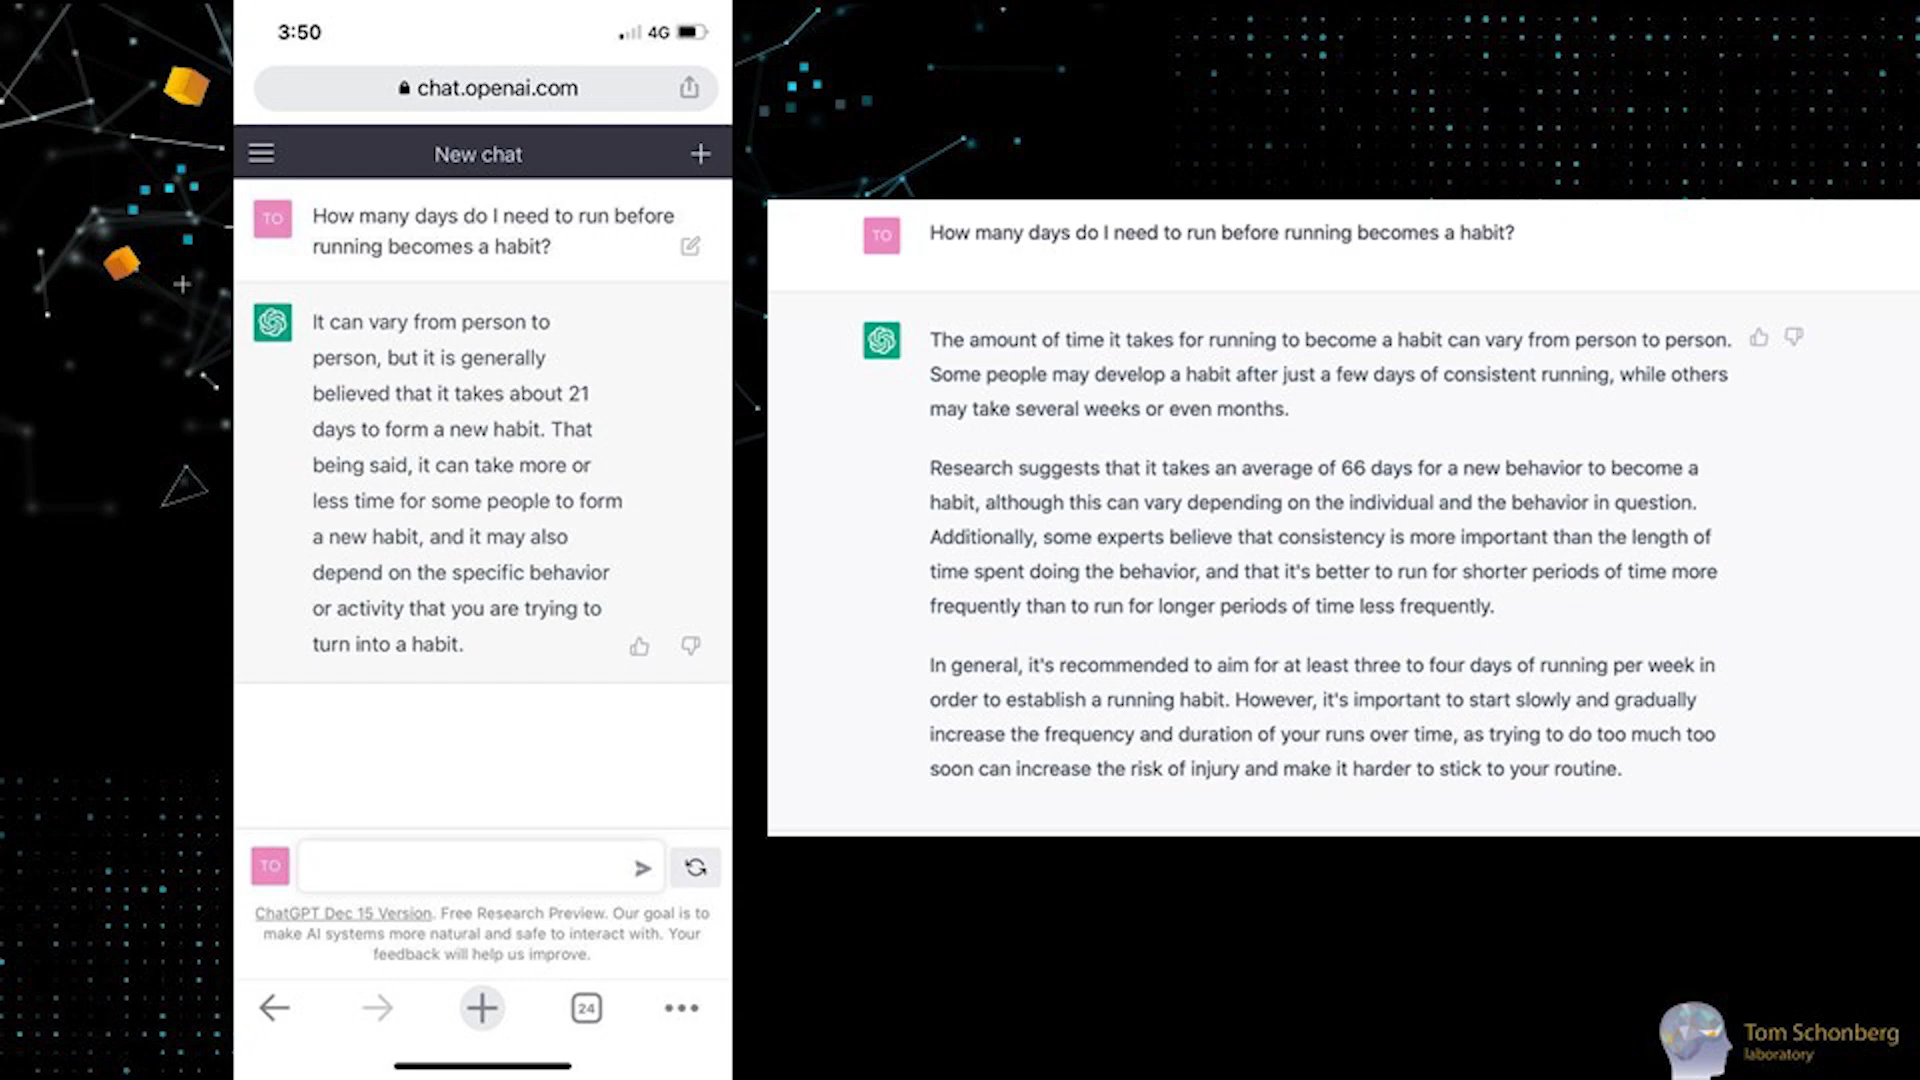 3:50
4G
chat.openai.com
New chat
TO
How many days do I need to run before
running becomes a habit?
It can vary from person to
person, but it is generally
believed that it takes about 21
days to form a new habit. That
being said, it can take more or
less time for some people to form
a new habit, and it may also
depend on the specific behavior
or activity that you are trying to
turn into a habit.
TO
ChatGPT Dec 15 Version. Free Research Preview. Our goal is to
make AI systems more natural and safe to interact with. Your
feedback will help us improve.
24
TO
How many days do I need to run before running becomes a habit?
The amount of time it takes for running to become a habit can vary from person to person.
Some people may develop a habit after just a few days of consistent running, while others
may take several weeks or even months.
Research suggests that it takes an average of 66 days for a new behavior to become a
habit, although this can vary depending on the individual and the behavior in question.
Additionally, some experts believe that consistency is more important than the length of
time spent doing the behavior, and that it's better to run for shorter periods of time more
frequently than to run for longer periods of time less frequently.
In general, it's recommended to aim for at least three to four days of running per week in
order to establish a running habit. However, it's important to start slowly and gradually
increase the frequency and duration of your runs over time, as trying to do too much too
soon can increase the risk of injury and make it harder to stick to your routine.
Tom Schonberg
laboratory